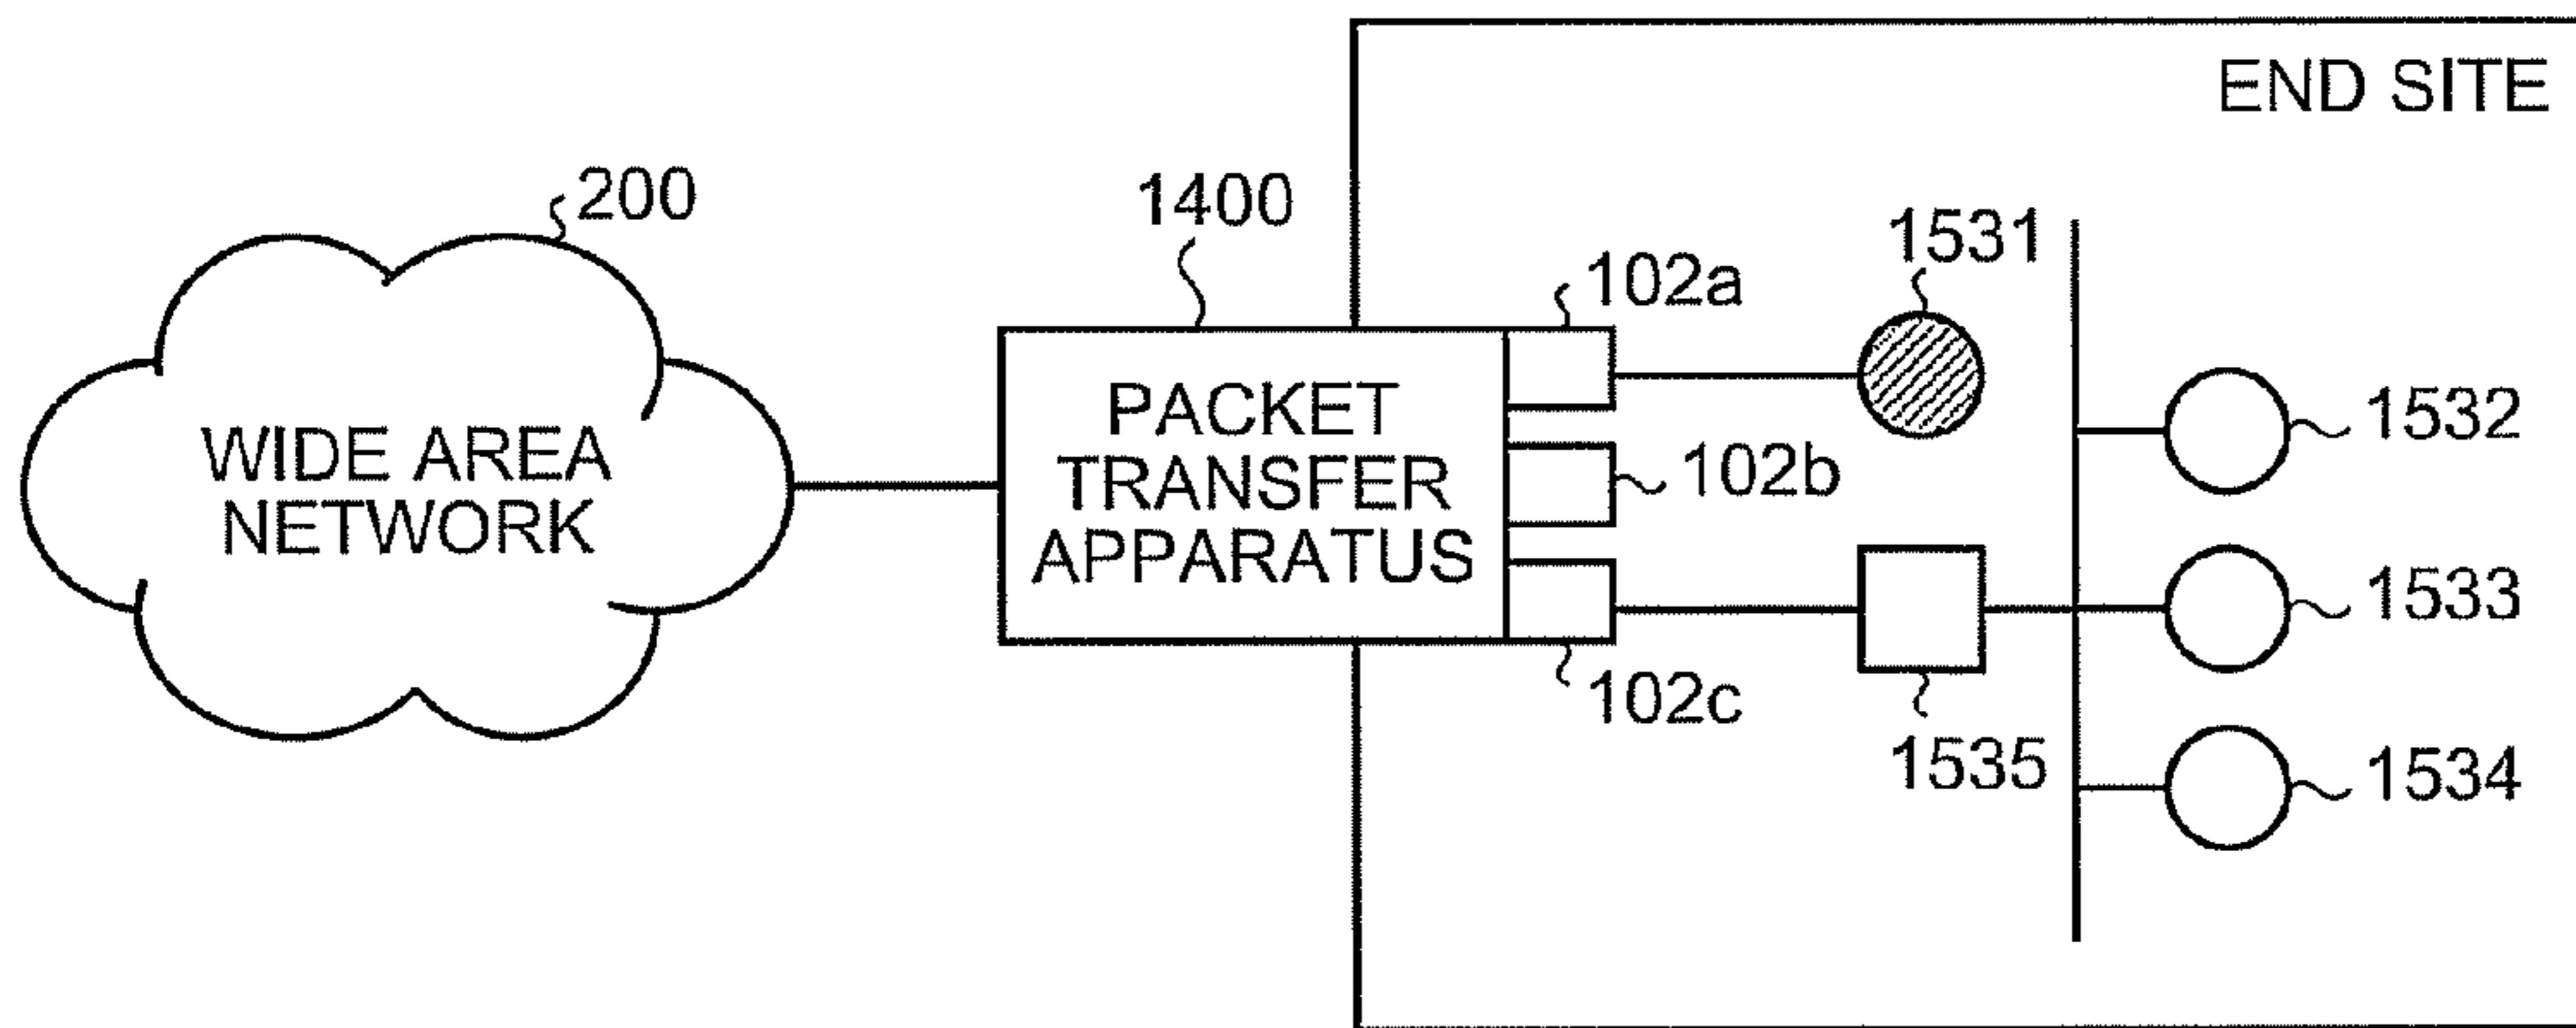 END SITE
200
1400
1531
102a
PACKET
TRANSFER
APPARATUS
WIDE AREA
NETWORK
1532
102b
1533
102c
1535
1534